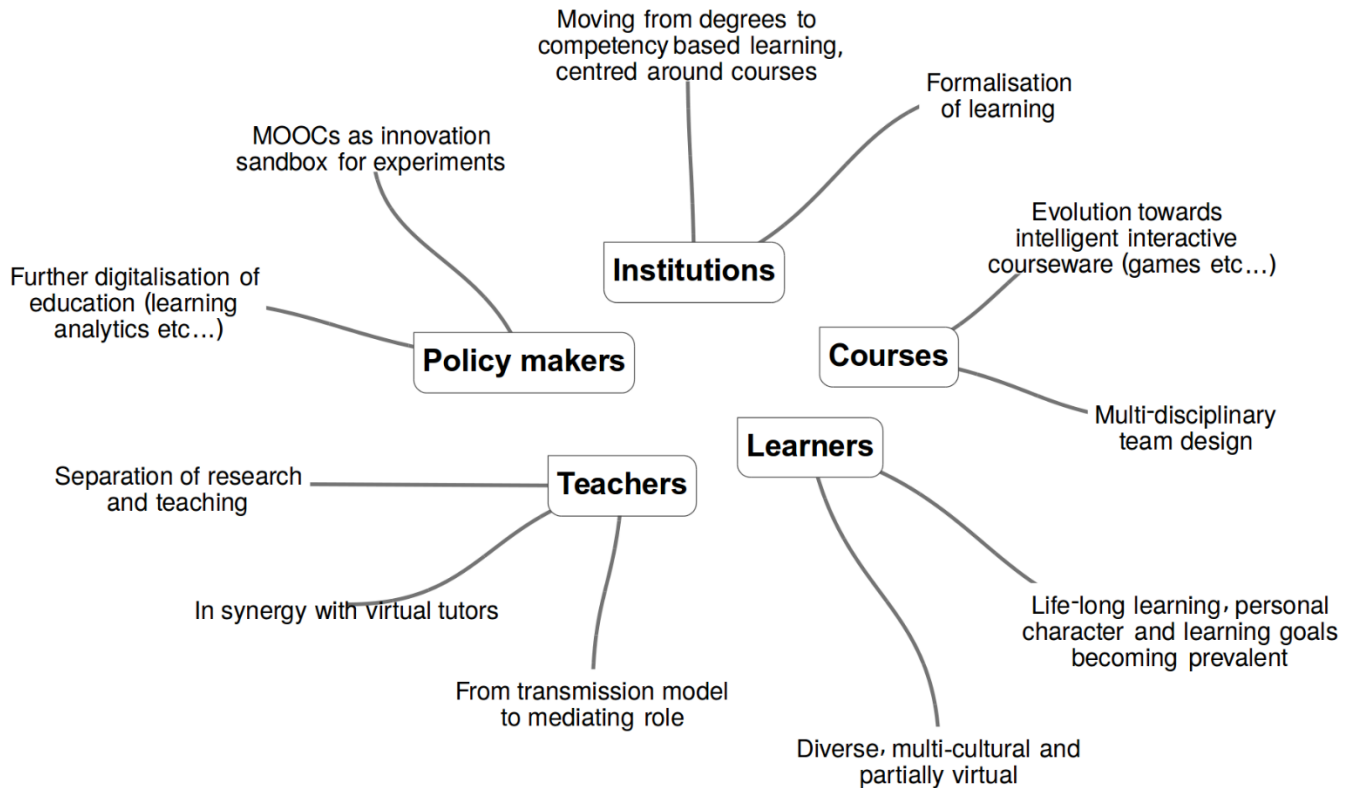 Moving from degrees to
competency based learning,
centred around courses
Formalisation
of learning
MOOCs as innovation
sandbox for experiments
Evolution towards
intelligent interactive
courseware (games etc...)
Institutions
Further digitalisation of
education (learning
analytics etc...)
Policy makers
Courses
Multi-disciplinary
team design
Learners
Separation of research
and teaching
Teachers
In synergy with virtual tutors
Life-long learning, personal
character and learning goals
becoming prevalent
From transmission model
to mediating role
Diverse, multi-cultural and
partially virtual